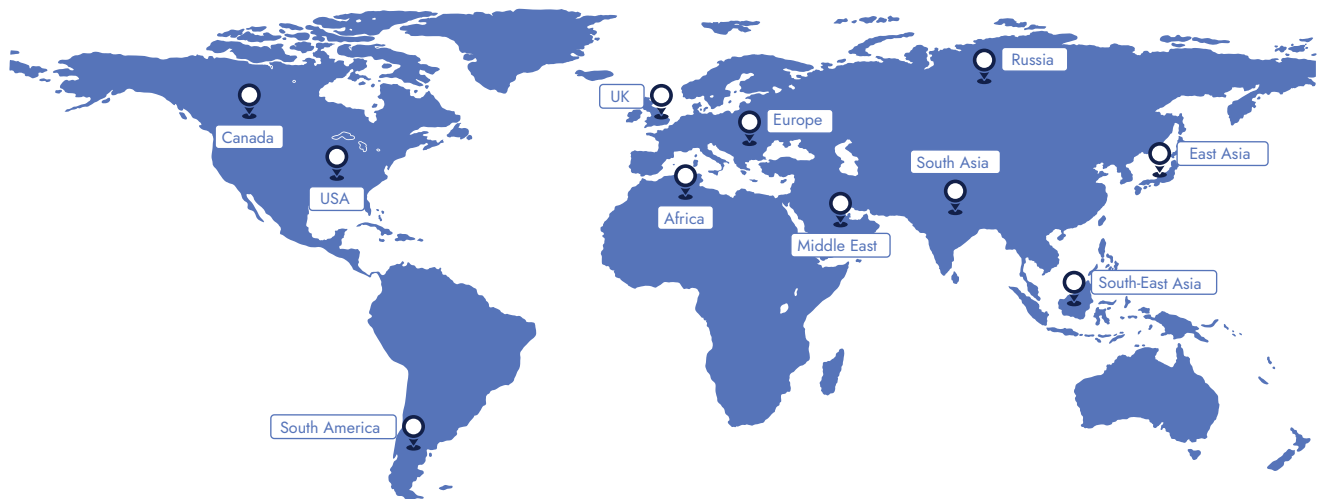 Russia
UK
Europe
Canada
East Asia
South Asia
USA
Africa
Middle East
South-East Asia
South America